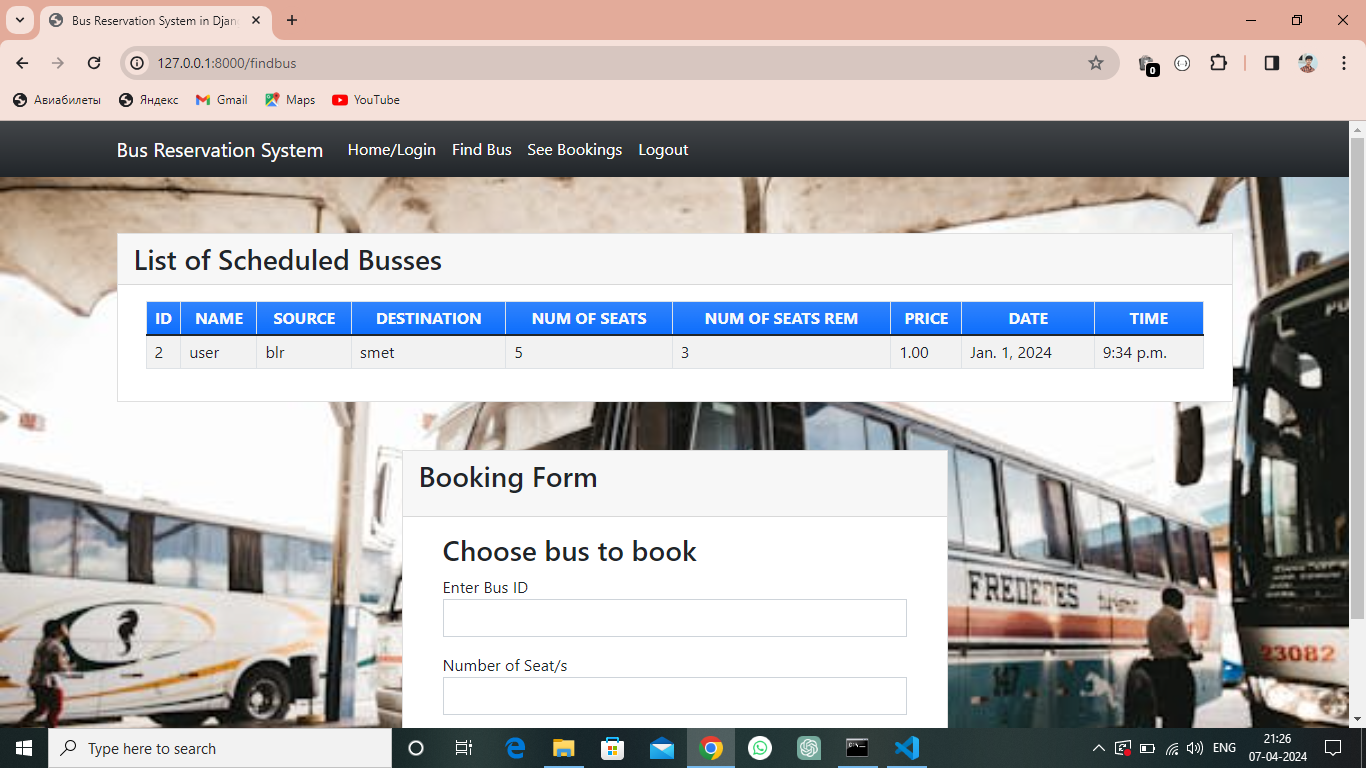 Bus Reservation System in Djan
127.0.0.1:8000/findbus
0
Авиабилеты Яндекс Gmail Maps YouTube
Bus Reservation System Home/Login Find Bus See Bookings Logout
List of Scheduled Busses
ID NAME SOURCE DESTINATION NUM OF SEATS NUM OF SEATS REM PRICE DATE TIME
2 user blr smet 5 3 1.00 Jan. 1, 2024 9:34 p.m.
Booking Form
Choose bus to book
Enter Bus ID
Number of Seat/s
FREDETES
147
23082
Type here to search
ENG
21:26
07-04-2024